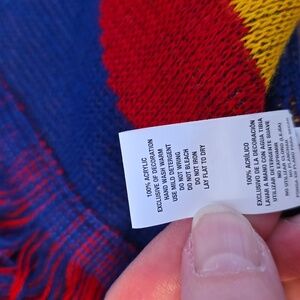 100% ACRYLIC
EXCLUSIVE OF DECORATION
HAND WASH WARM
USE MILD DETERGENT
DO NOT WRING
DO NOT BLEACH
DO NOT IRON
LAY FLAT TO DRY
100% ACRÍLICO
EXCLUSIVO DE LA DECORACIÓN
LAVAR A MANO CON AGUA TIBIA
UTILIZAR DETERGENTE SUAVE
NO EXPRIMIR